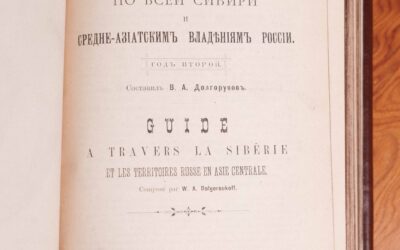 ПО ВСЕЙ СИБИРИ
И
СРЕДНЕ-АЗІАТСКИМЪ ВЛАДѢНІЯМЪ РОССІИ.
ГОДЪ ВТОРОЙ.
Составилъ В. А. Долгоруковъ.
GUIDE
A TRAVERS LA SIBÉRIE
ET LES TERRITOIRES RUSSE EN ASIE CENTRALE.
Composé par W. A. Dolgoroukoff.